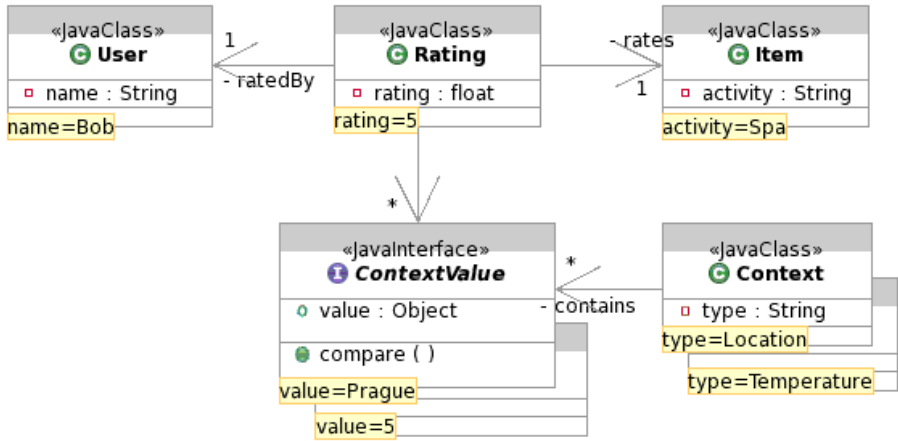 «JavaClass»
C User
name : String
name=Bob
1
- ratedBy
«JavaClass»
C Rating
rating : float
rating=5
- rates
1
«JavaClass»
C Item
activity : String
activity=Spa
*
«JavaInterface»
I ContextValue
value : Object
compare ( )
value=Prague
value=5
*
- contains
«JavaClass»
C Context
type : String
type=Location
type=Temperature